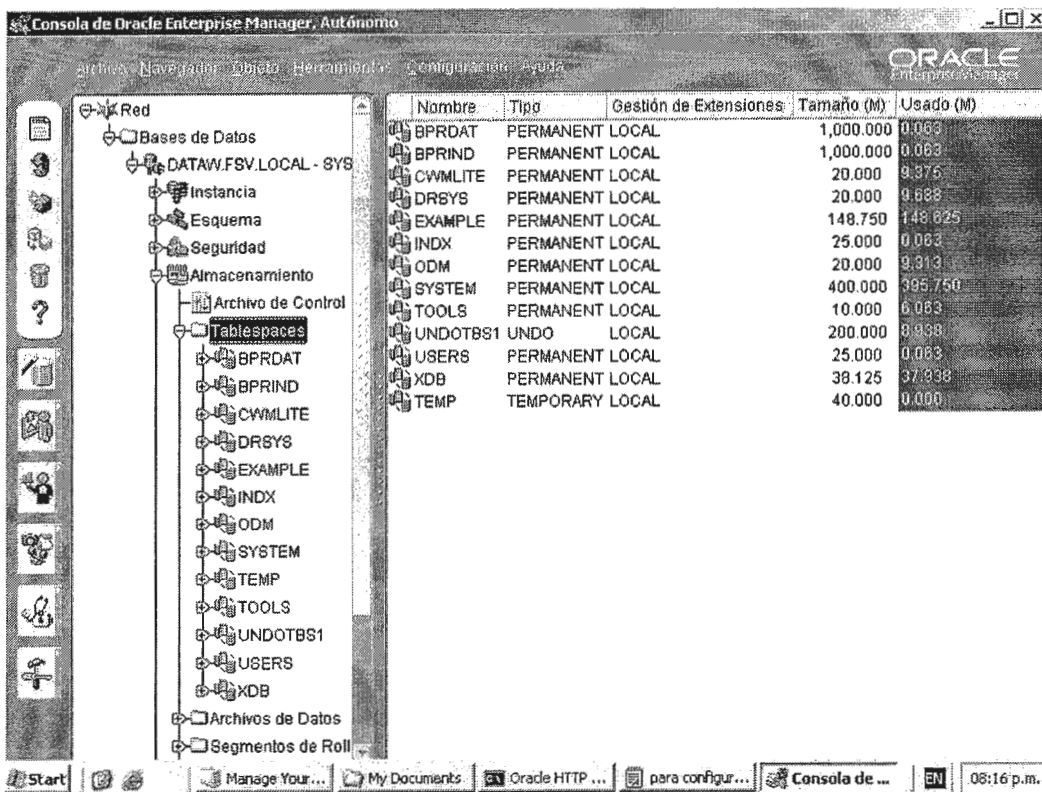 Consola de Oracle Enterprise Manager, Autónomo
Archivo Navegador Objeto Herramientas Configuración Ayuda
ORACLE
Enterprise Manager
Red
Bases de Datos
DATAW.FSV.LOCAL - SYS
Instancia
Esquema
Seguridad
Almacenamiento
Archivo de Control
Tablespaces
BPRDAT
BPRIND
CWMLITE
DRSYS
EXAMPLE
INDX
ODM
SYSTEM
TEMP
TOOLS
UNDOTBS1
USERS
XDB
Archivos de Datos
Segmentos de Roll
Nombre Tipo Gestión de Extensiones Tamaño (M) Usado (M)
BPRDAT PERMANENT LOCAL 1,000.000 0.063
BPRIND PERMANENT LOCAL 1,000.000 0.063
CWMLITE PERMANENT LOCAL 20.000 9.375
DRSYS PERMANENT LOCAL 20.000 9.688
EXAMPLE PERMANENT LOCAL 148.750 148.625
INDX PERMANENT LOCAL 25.000 0.063
ODM PERMANENT LOCAL 20.000 9.313
SYSTEM PERMANENT LOCAL 400.000 395.750
TOOLS PERMANENT LOCAL 10.000 6.063
UNDOTBS1 UNDO LOCAL 200.000 8.938
USERS PERMANENT LOCAL 25.000 0.063
XDB PERMANENT LOCAL 38.125 37.938
TEMP TEMPORARY LOCAL 40.000 0.000
Start Manage Your... My Documents Oracle HTTP ... para configur... Consola de ... EN 08:16 p.m.